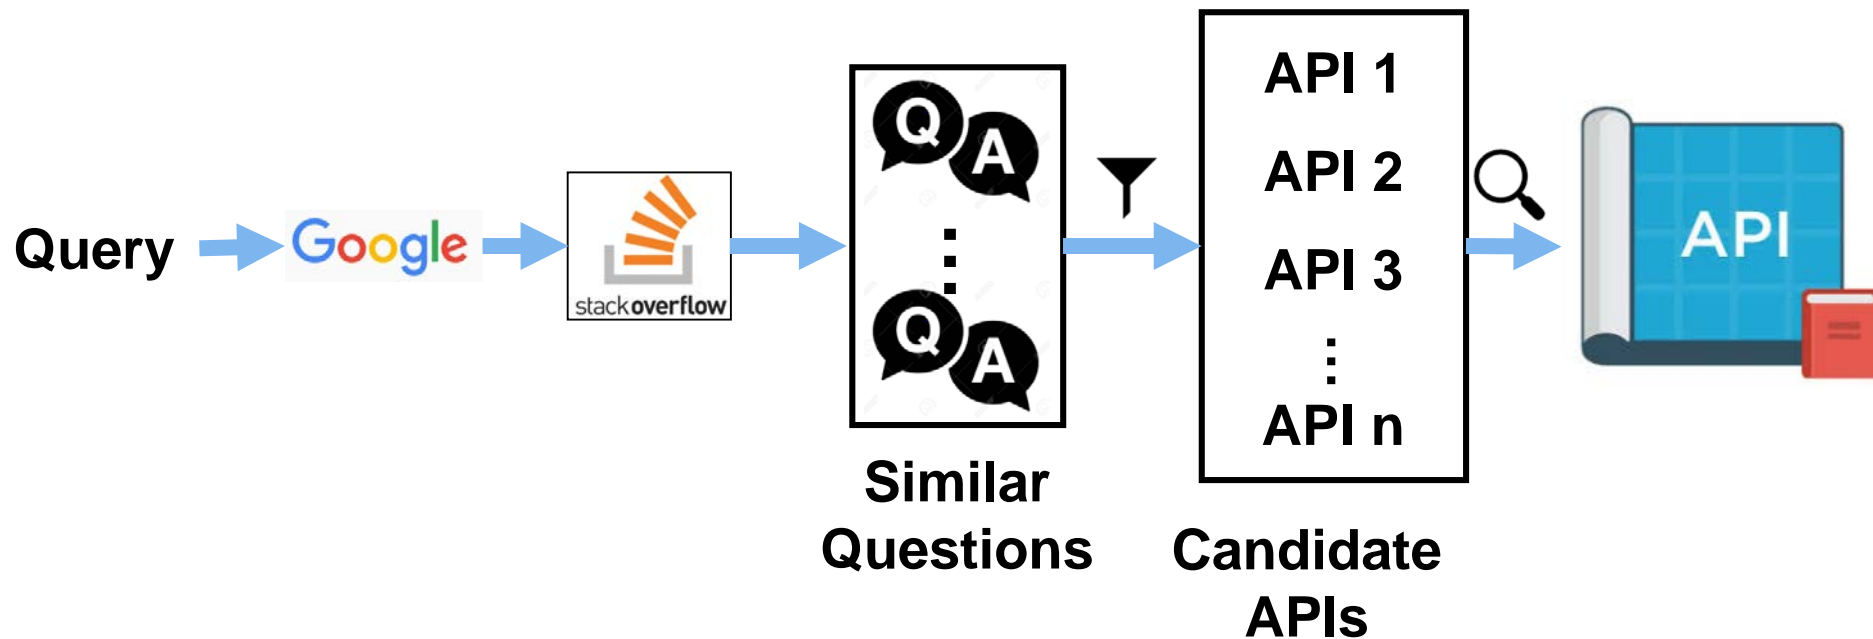 Query
Google
stackoverflow
Q
A
⋮
Q
A
Similar
Questions
API 1
API 2
API 3
⋮
API n
Candidate
APIs
API